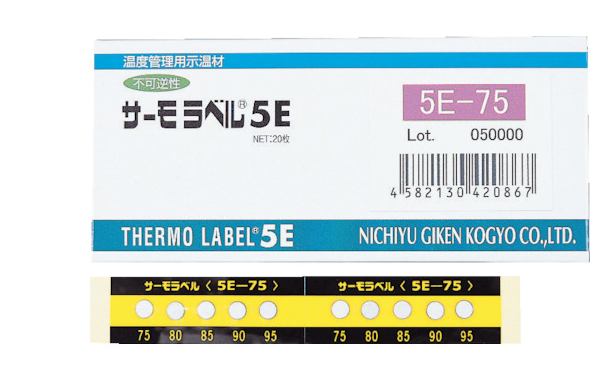 温度管理用示温材
不可逆性
サーモラベル®5E
NET:20枚
5E-75
Lot. 050000
4 582130 420867
THERMO LABEL®5E
NICHIYU GIKEN KOGYO CO.,LTD.
サーモラベル〈5E-75〉 サーモラベル〈5E-75〉
75 80 85 90 95 75 80 85 90 95